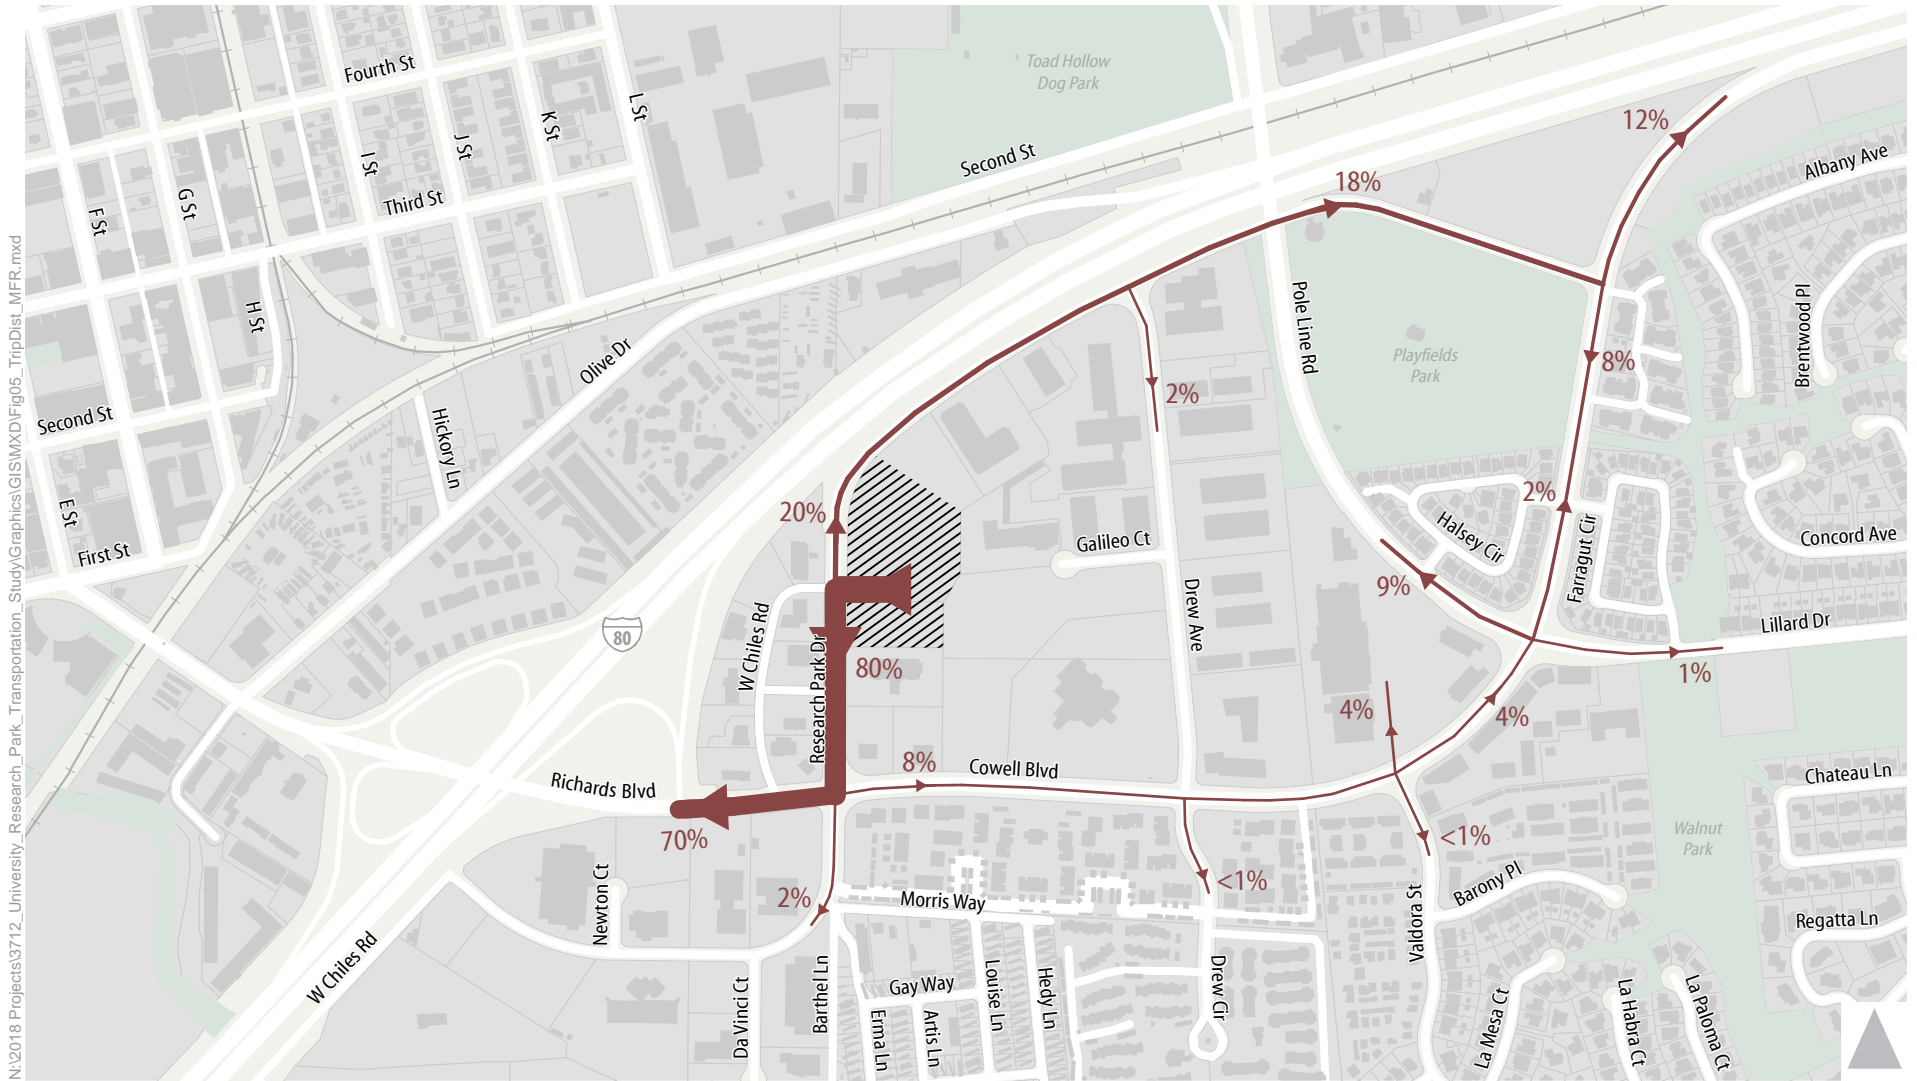 Toad Hollow
Dog Park
12%
Fourth St
L St
K St
J St
I St
Second St
Albany Ave
G St
F St
Third St
18%
N:\2018 Projects\3712_University_Research_Park_Transportation_Study\Graphics\GIS\MXD\Fig05_TripDist_MFR.mxd
H St
Pole Line Rd
Brentwood Pl
Olive Dr
Playfields
Park
8%
2%
Second St
Hickory Ln
E St
20%
2%
First St
Galileo Ct
Halsey Cir
Farragut Cir
Concord Ave
9%
Drew Ave
80
W Chiles Rd
Research Park Dr
80%
Lillard Dr
1%
4%
4%
Richards Blvd
8%
Cowell Blvd
Chateau Ln
70%
<1%
Walnut
Park
2%
Newton Ct
Morris Way
<1%
Barony Pl
Valdora St
Regatta Ln
W Chiles Rd
Da Vinci Ct
Barthel Ln
Gay Way
Louise Ln
Hedy Ln
Drew Cir
Erma Ln
Artis Ln
La Mesa Ct
La Habra Ct
La Paloma Ct